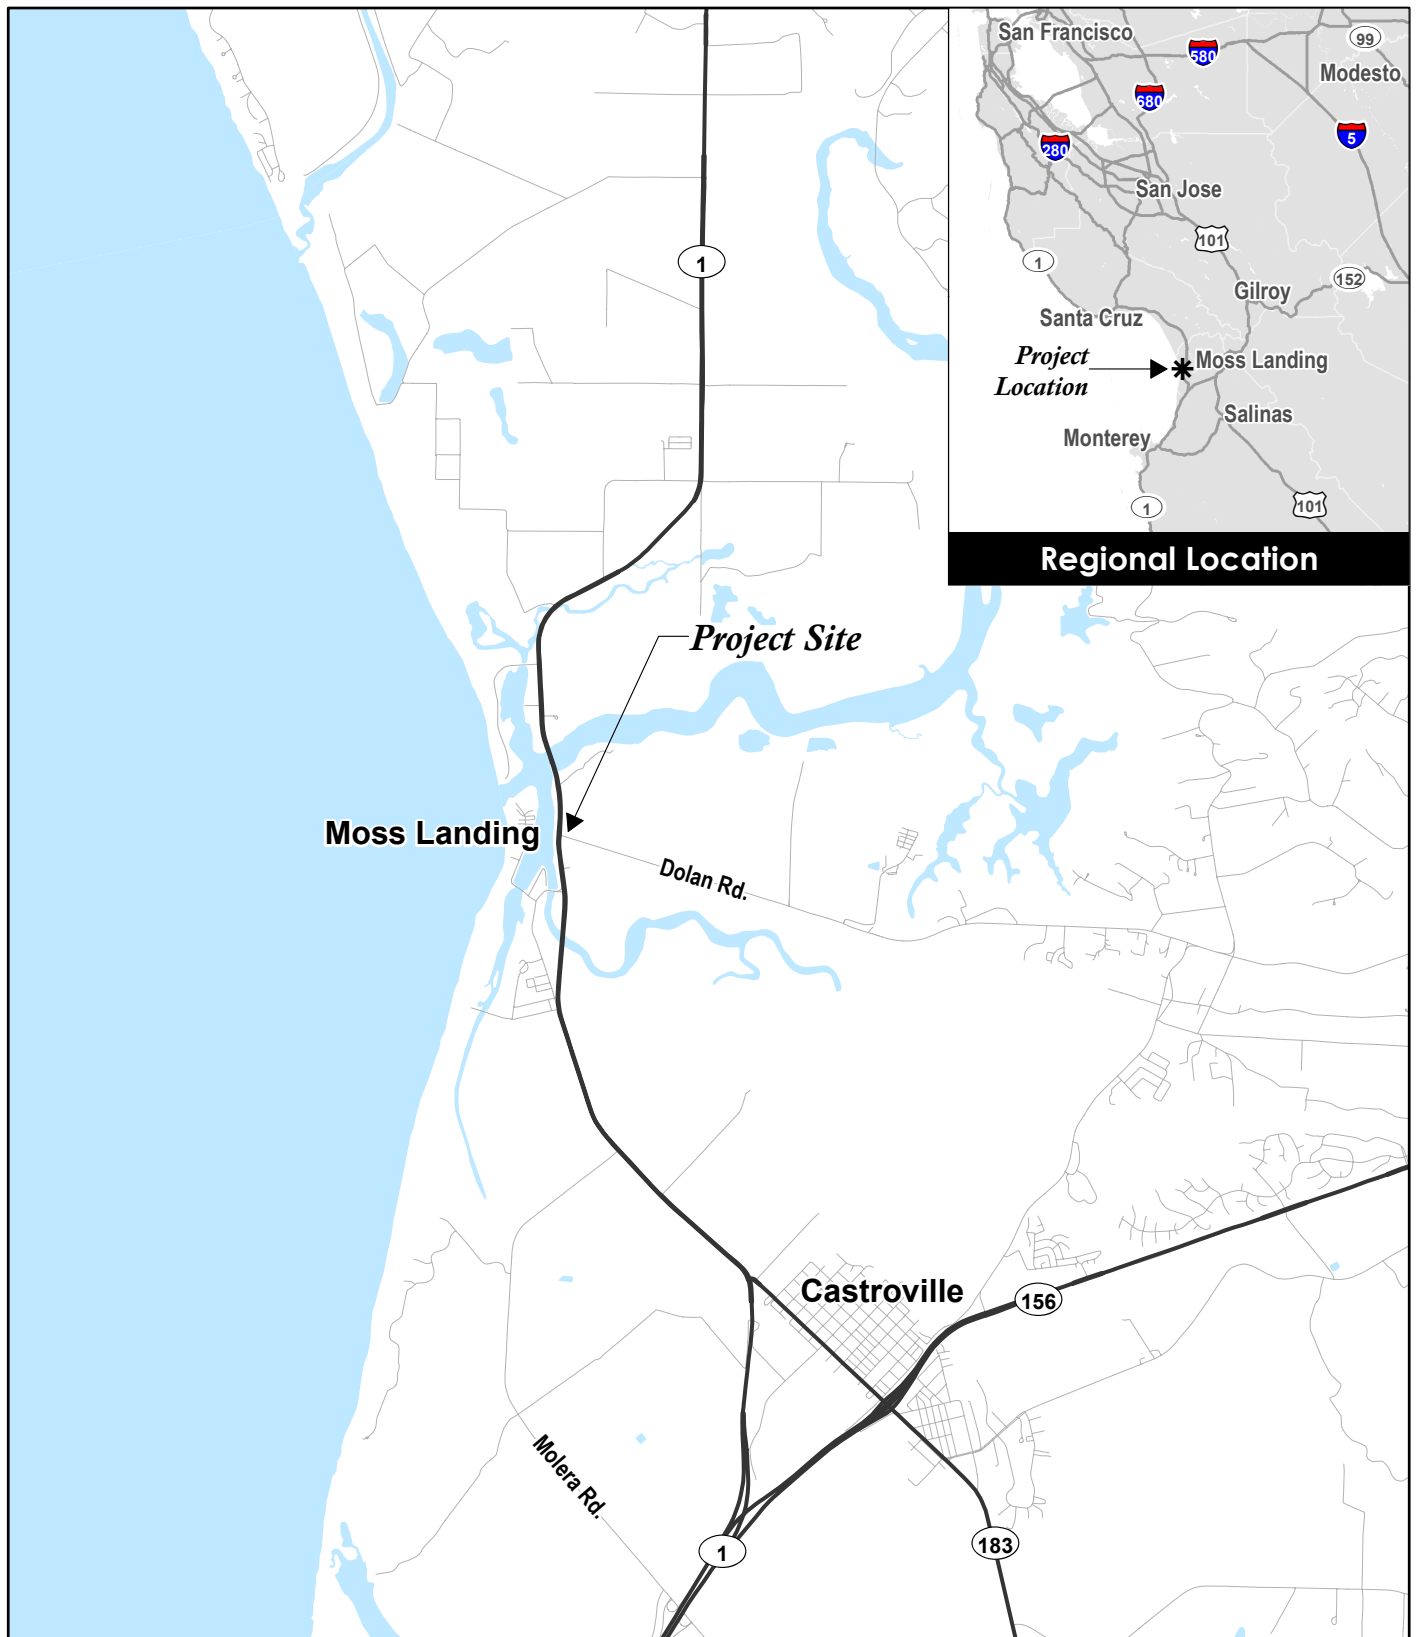 San Francisco
580
99
Modesto
680
5
280
San Jose
101
1
152
Gilroy
Santa Cruz
Project
Location
Moss Landing
Salinas
Monterey
1
101
Regional Location
1
Project Site
Moss Landing
Dolan Rd.
Castroville
156
Molera Rd.
1
183